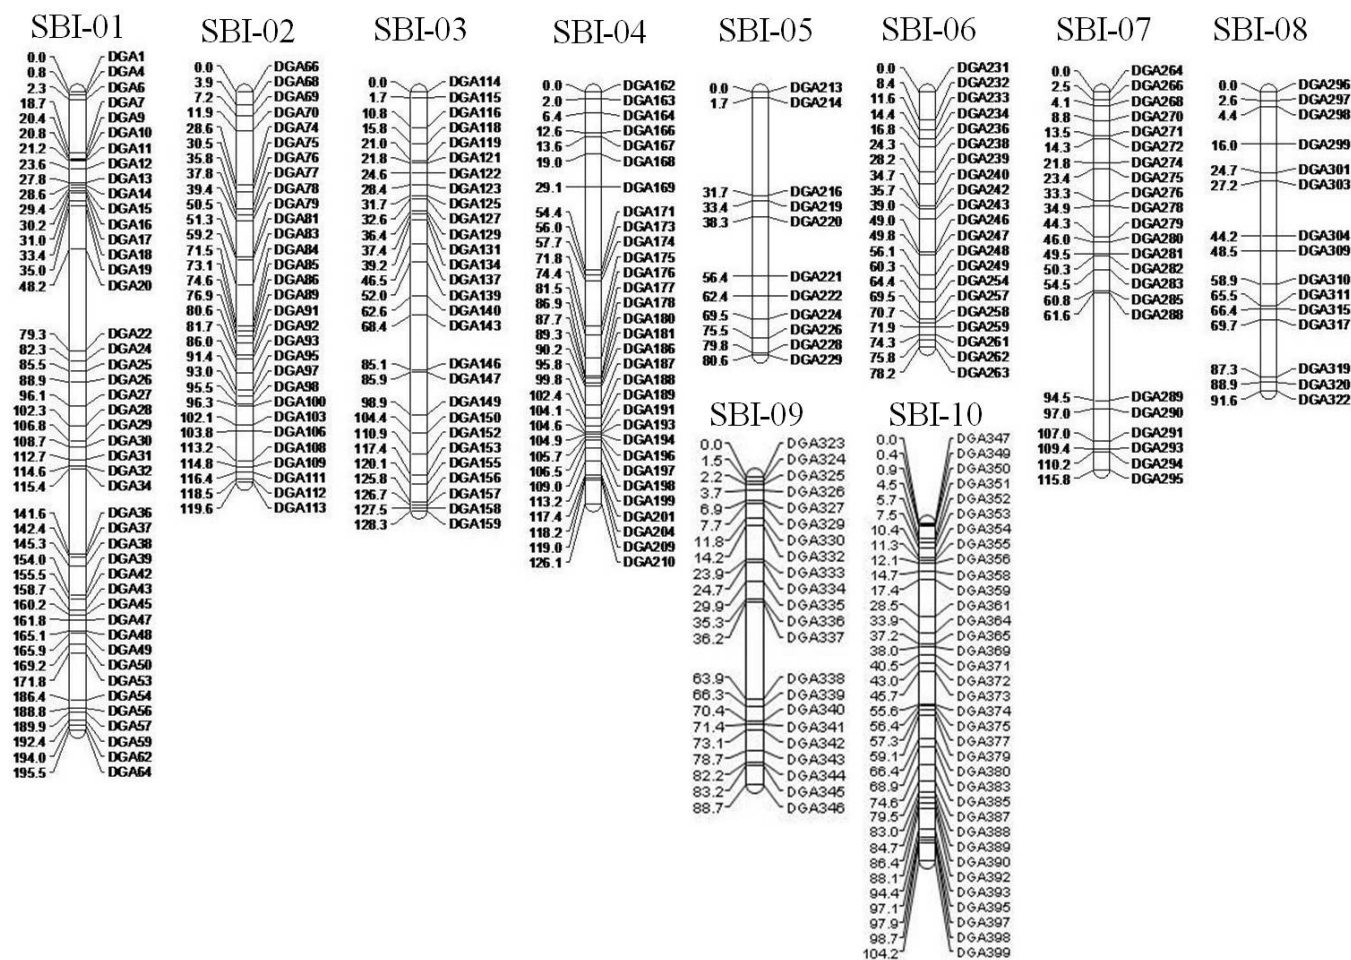 SBI-01
0.0 DGA1
0.8 DGA4
2.3 DGA6
18.7 DGA7
20.4 DGA9
20.8 DGA10
21.2 DGA11
23.6 DGA12
27.8 DGA13
28.6 DGA14
29.4 DGA15
30.2 DGA16
31.0 DGA17
33.4 DGA18
35.0 DGA19
48.2 DGA20
79.3 DGA22
82.3 DGA24
85.5 DGA25
88.9 DGA26
96.1 DGA27
102.3 DGA28
106.8 DGA29
108.7 DGA30
112.7 DGA31
114.6 DGA32
115.4 DGA34
141.6 DGA36
142.4 DGA37
145.3 DGA38
154.0 DGA39
155.5 DGA42
158.7 DGA43
160.2 DGA45
161.8 DGA47
165.1 DGA48
165.9 DGA49
169.2 DGA50
171.8 DGA53
186.4 DGA54
188.8 DGA56
189.9 DGA57
192.4 DGA59
194.0 DGA62
195.5 DGA64
SBI-02
0.0 DGA66
3.9 DGA68
7.2 DGA69
11.9 DGA70
28.6 DGA74
30.5 DGA75
35.8 DGA76
37.8 DGA77
39.4 DGA78
50.5 DGA79
51.3 DGA81
59.2 DGA83
71.5 DGA84
73.1 DGA85
74.6 DGA86
76.9 DGA89
80.6 DGA91
81.7 DGA92
86.0 DGA93
91.4 DGA95
93.0 DGA97
95.5 DGA98
96.3 DGA100
102.1 DGA103
103.8 DGA106
113.2 DGA108
114.8 DGA109
116.4 DGA111
118.5 DGA112
119.6 DGA113
SBI-03
0.0 DGA114
1.7 DGA115
10.8 DGA116
15.8 DGA118
21.0 DGA119
21.8 DGA121
24.6 DGA122
28.4 DGA123
31.7 DGA125
32.6 DGA127
36.4 DGA129
37.4 DGA131
39.2 DGA134
46.5 DGA137
52.0 DGA139
62.6 DGA140
68.4 DGA143
85.1 DGA146
85.9 DGA147
98.9 DGA149
104.4 DGA150
110.9 DGA152
117.4 DGA153
120.1 DGA155
125.8 DGA156
126.7 DGA157
127.5 DGA158
128.3 DGA159
SBI-04
0.0 DGA162
2.0 DGA163
6.4 DGA164
12.6 DGA166
13.6 DGA167
19.0 DGA168
29.1 DGA169
54.4 DGA171
56.0 DGA173
57.7 DGA174
71.8 DGA175
74.4 DGA176
81.5 DGA177
86.9 DGA178
87.7 DGA180
89.3 DGA181
90.2 DGA186
95.8 DGA187
99.8 DGA188
102.4 DGA189
104.1 DGA191
104.6 DGA193
104.9 DGA194
105.7 DGA196
106.5 DGA197
109.0 DGA198
113.2 DGA199
117.4 DGA201
118.2 DGA204
119.0 DGA209
126.1 DGA210
SBI-05
0.0 DGA213
1.7 DGA214
31.7 DGA216
33.4 DGA219
38.3 DGA220
56.4 DGA221
62.4 DGA222
69.5 DGA224
75.5 DGA226
79.8 DGA228
80.6 DGA229
SBI-06
0.0 DGA231
8.4 DGA232
11.6 DGA233
14.4 DGA234
16.8 DGA236
24.3 DGA238
28.2 DGA239
34.7 DGA240
35.7 DGA242
39.0 DGA243
49.0 DGA246
49.8 DGA247
56.1 DGA248
60.3 DGA249
64.4 DGA254
69.5 DGA257
70.7
71.9 DGA259
74.3 DGA261
75.8 DGA262
78.2 DGA263
SBI-07
0.0 DGA264
2.5 DGA266
4.1 DGA268
8.8 DGA270
13.5 DGA271
14.3 DGA272
21.8 DGA274
23.4 DGA275
33.3 DGA276
34.9 DGA278
44.3 DGA279
46.0 DGA280
49.5 DGA281
50.3 DGA282
54.5 DGA283
60.8 DGA285
61.6 DGA288
94.5 DGA289
97.0 DGA290
107.0 DGA291
109.4 DGA293
110.2 DGA294
115.8 DGA295
SBI-08
0.0 DGA296
2.6 DGA297
4.4 DGA298
16.0 DGA299
24.7 DGA301
27.2 DGA303
44.2 DGA304
48.5 DGA309
58.9 DGA310
65.5 DGA311
66.4 DGA315
69.7 DGA317
87.3 DGA319
88.9 DGA320
91.6 DGA322
SBI-09
0.0 DGA323
1.5 DGA324
2.2 DGA325
3.7 DGA326
6.9 DGA327
7.7 DGA329
11.8 DGA330
14.2 DGA332
23.9 DGA333
24.7 DGA334
29.9 DGA335
35.3 DGA336
36.2 DGA337
63.9 DGA338
66.3 DGA339
70.4 DGA340
71.4 DGA341
73.1 DGA342
78.7 DGA343
82.2 DGA344
83.2 DGA345
88.7 DGA346
SBI-10
0.0 DGA347
0.4 DGA349
0.9 DGA350
4.5 DGA351
5.7 DGA352
7.5 DGA353
10.4 DGA354
11.3 DGA355
12.1 DGA356
14.7 DGA358
17.4 DGA359
28.5 DGA361
33.9 DGA364
37.2 DGA365
38.0 DGA369
40.5 DGA371
43.0 DGA372
45.7 DGA373
55.6 DGA374
56.4 DGA375
57.3 DGA377
59.1 DGA379
66.4 DGA380
68.9 DGA383
74.6 DGA385
79.5 DGA387
83.0 DGA388
84.7 DGA389
86.4 DGA390
88.1 DGA392
94.4 DGA393
97.1 DGA395
97.9 DGA397
98.7 DGA398
104.2 DGA399